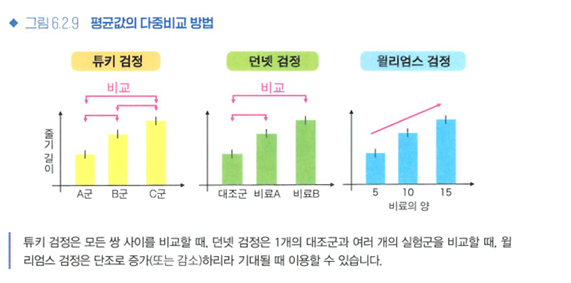 ◆ 그림 6.2.9 평균값의 다중비교 방법
튜키 검정
던넷 검정
윌리엄스 검정
비교
비교
줄기 길이
A군 B군 C군
대조군 비료A 비료B
5 10 15
비료의 양
튜키 검정은 모든 쌍 사이를 비교할 때, 던넷 검정은 1개의 대조군과 여러 개의 실험군을 비교할 때, 윌
리엄스 검정은 단조로 증가(또는 감소)하리라 기대될 때 이용할 수 있습니다.